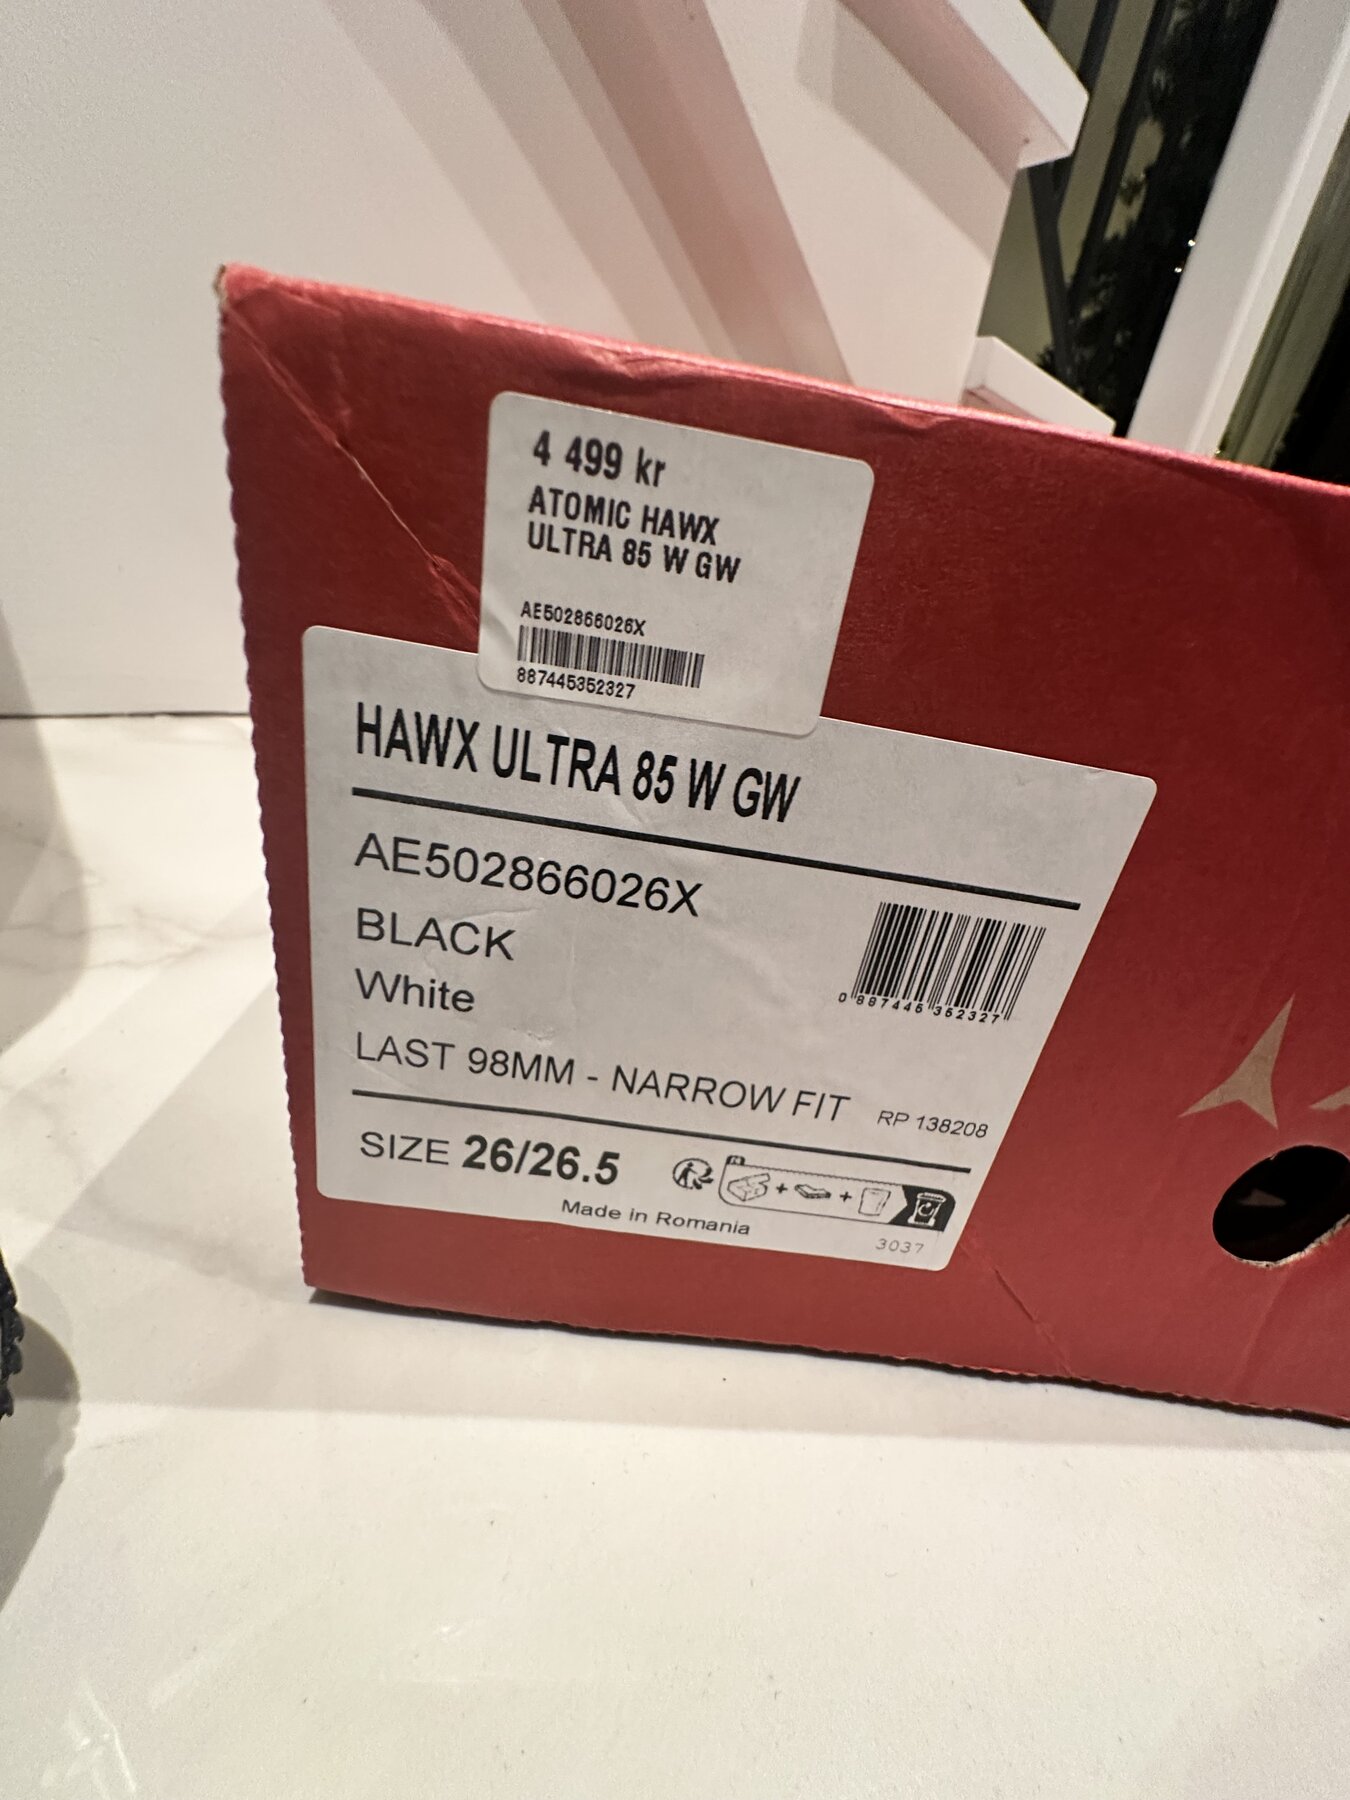 4 499 kr
ATOMIC HAWX
ULTRA 85 W GW
AE502866026X
887445352327
HAWX ULTRA 85 W GW
AE502866026X
BLACK
White
0 887445 352327
LAST 98MM - NARROW FIT
RP 138208
SIZE 26/26.5
Made in Romania
3037